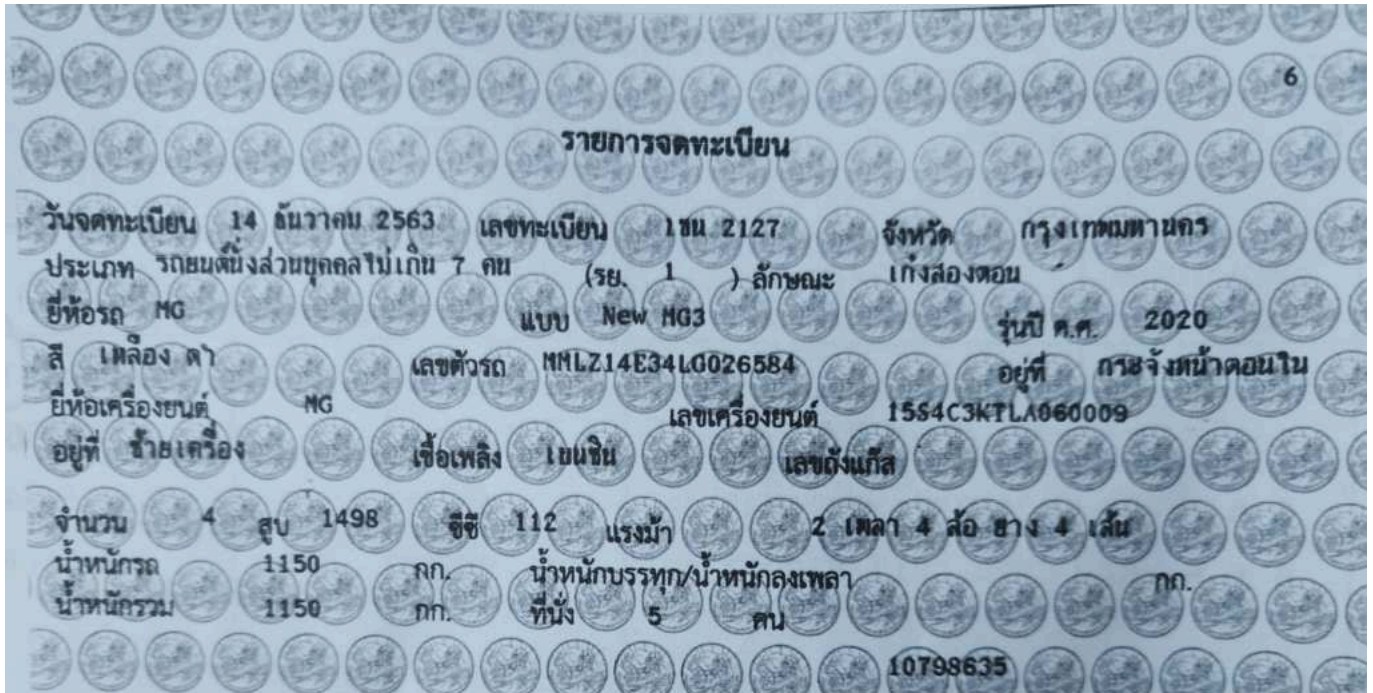 6
รายการจดทะเบียน
วันจดทะเบียน 14 ธันวาคม 2563 เลขทะเบียน 1ขน 2127 จังหวัด กรุงเทพมหานคร
ประเภท รถยนต์นั่งส่วนบุคคลไม่เกิน 7 คน (รย. 1 ) ลักษณะ เก๋งสองตอน
ยี่ห้อรถ MG แบบ New MG3 รุ่นปี ค.ศ. 2020
สี เหลือง ดำ เลขตัวรถ MMLZ14E34LG026584 อยู่ที่ กระจังหน้าตอนใน
ยี่ห้อเครื่องยนต์ MG เลขเครื่องยนต์ 15S4C3KTLA060009
อยู่ที่ ซ้ายเครื่อง เชื้อเพลิง เบนซิน เลขถังแก๊ส
จำนวน 4 สูบ 1498 ซีซี 112 แรงม้า 2 เพลา 4 ล้อ ยาง 4 เส้น
น้ำหนักรถ 1150 กก. น้ำหนักบรรทุก/น้ำหนักลงเพลา กก.
น้ำหนักรวม 1150 กก. ที่นั่ง 5 คน
10798635